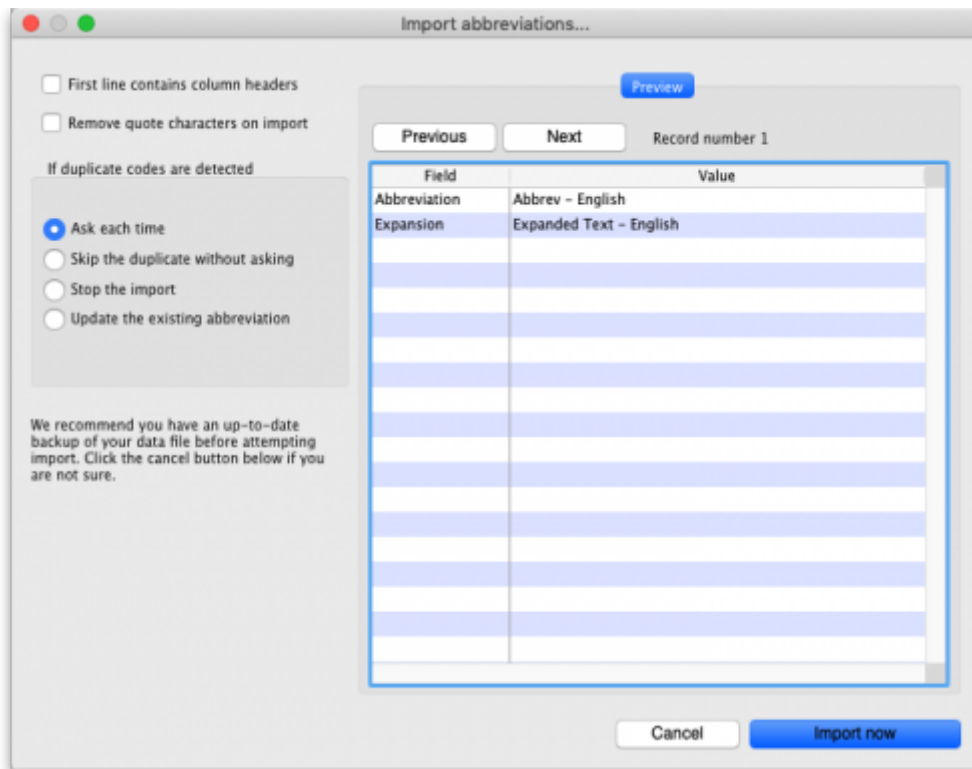 Import abbreviations...
First line contains column headers
Remove quote characters on import
If duplicate codes are detected
Ask each time
Skip the duplicate without asking
Stop the import
Update the existing abbreviation
We recommend you have an up-to-date
backup of your data file before attempting
import. Click the cancel button below if you
are not sure.
Preview
Previous Next Record number 1
Field Value
Abbreviation Abbrev - English
Expansion Expanded Text - English
Cancel Import now